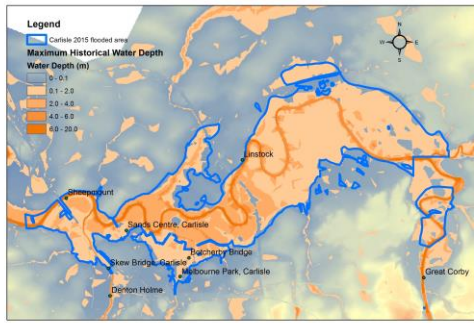 Legend
Carlisle 2015 flooded area
Maximum Historical Water Depth
Water Depth (m)
0 - 0.1
0.1 - 2.0
2.0 - 4.0
4.0 - 6.0
6.0 - 20.0
N
W
E
S
Linstock
Sheepmount
Sands Centre, Carlisle
Botcherby Bridge
Skew Bridge, Carlisle
Melbourne Park, Carlisle
Great Corby
Denton Holme